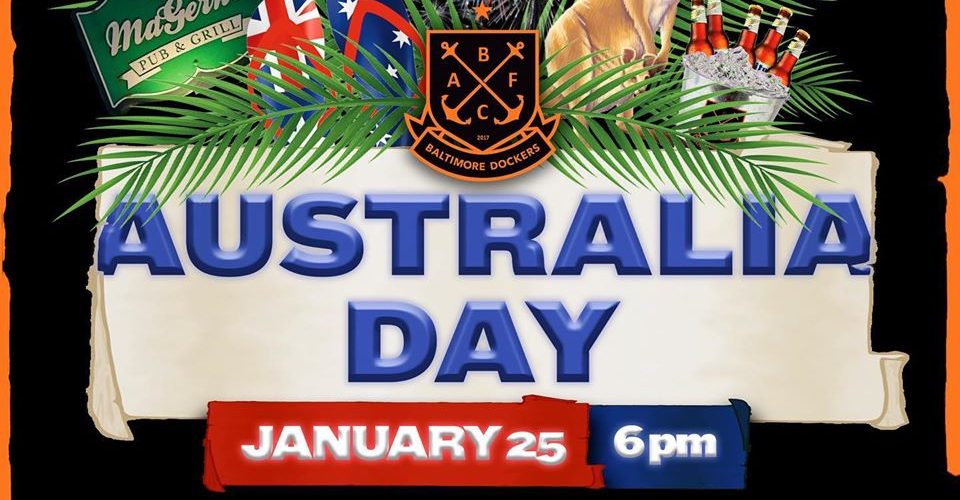 MaGerk's
PUB & GRILL
B
A F
C
2017
BALTIMORE DOCKERS
AUSTRALIA
DAY
JANUARY 25 6pm